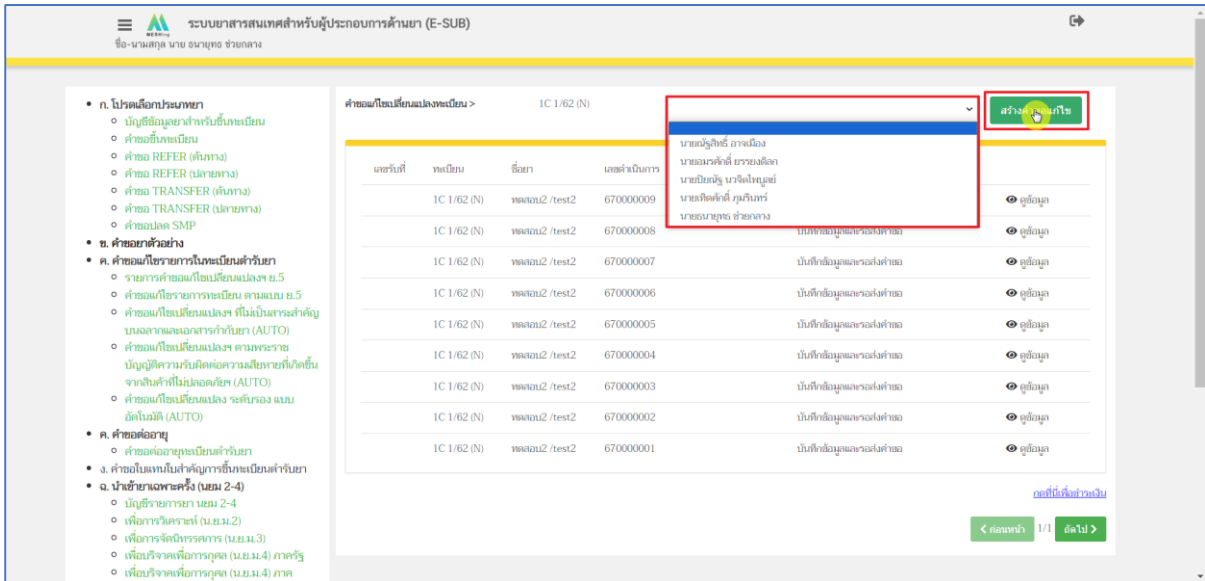 ระบบยาสารสนเทศสำหรับผู้ประกอบการด้านยา (E-SUB)
ชื่อ-นามสกุล นาย ธนายุทธ ช่วยกลาง
ก. โปรดเลือกประเภทยา
บัญชีข้อมูลยาสำหรับขึ้นทะเบียน
คำขอขึ้นทะเบียน
คำขอ REFER (ต้นทาง)
คำขอ REFER (ปลายทาง)
คำขอ TRANSFER (ต้นทาง)
คำขอ TRANSFER (ปลายทาง)
คำขอปลด SMP
ข. คำขอยาตัวอย่าง
ค. คำขอแก้ไขรายการในทะเบียนตำรับยา
รายการคำขอแก้ไขเปลี่ยนแปลงฯ ย.5
คำขอแก้ไขรายการทะเบียน ตามแบบ ย.5
คำขอแก้ไขเปลี่ยนแปลงฯ ที่ไม่เป็นสาระสำคัญ
บนฉลากและเอกสารกำกับยา (AUTO)
คำขอแก้ไขเปลี่ยนแปลงฯ ตามพระราช
บัญญัติความรับผิดต่อความเสียหายที่เกิดขึ้น
จากสินค้าที่ไม่ปลอดภัยฯ (AUTO)
คำขอแก้ไขเปลี่ยนแปลง ระดับรอง แบบ
อัตโนมัติ (AUTO)
ค. คำขอต่ออายุ
คำขอต่ออายุทะเบียนตำรับยา
ง. คำขอใบแทนใบสำคัญการขึ้นทะเบียนตำรับยา
ฉ. นำเข้ายาเฉพาะครั้ง (นยม 2-4)
บัญชีรายการยา นยม 2-4
เพื่อการวิเคราะห์ (น.ย.ม.2)
เพื่อการจัดนิทรรศการ (น.ย.ม.3)
เพื่อบริจาคเพื่อการกุศล (น.ย.ม.4) ภาครัฐ
เพื่อบริจาคเพื่อการกุศล (น.ย.ม.4) ภาค
คำขอแก้ไขเปลี่ยนแปลงทะเบียน > 1C 1/62 (N)
นายณัฐสิทธิ์ อาจเมือง
นายอมรศักดิ์ ยรรยงดิลก
นายปิยณัฐ นวจิตไพบูลย์
นายเทิดศักดิ์ ภุมรินทร์
นายธนายุทธ ช่วยกลาง
เลขรับที่ ทะเบียน ชื่อยา เลขดำเนินการ
1C 1/62 (N) ทดสอบ2 /test2 670000009 ดูข้อมูล
1C 1/62 (N) ทดสอบ2 /test2 670000008 บันทึกข้อมูลและรอส่งคำขอ ดูข้อมูล
1C 1/62 (N) ทดสอบ2 /test2 670000007 บันทึกข้อมูลและรอส่งคำขอ ดูข้อมูล
1C 1/62 (N) ทดสอบ2 /test2 670000006 บันทึกข้อมูลและรอส่งคำขอ ดูข้อมูล
1C 1/62 (N) ทดสอบ2 /test2 670000005 บันทึกข้อมูลและรอส่งคำขอ ดูข้อมูล
1C 1/62 (N) ทดสอบ2 /test2 670000004 บันทึกข้อมูลและรอส่งคำขอ ดูข้อมูล
1C 1/62 (N) ทดสอบ2 /test2 670000003 บันทึกข้อมูลและรอส่งคำขอ ดูข้อมูล
1C 1/62 (N) ทดสอบ2 /test2 670000002 บันทึกข้อมูลและรอส่งคำขอ ดูข้อมูล
1C 1/62 (N) ทดสอบ2 /test2 670000001 บันทึกข้อมูลและรอส่งคำขอ ดูข้อมูล
กดที่นี่เพื่อชำระเงิน
ก่อนหน้า 1/1 ถัดไป